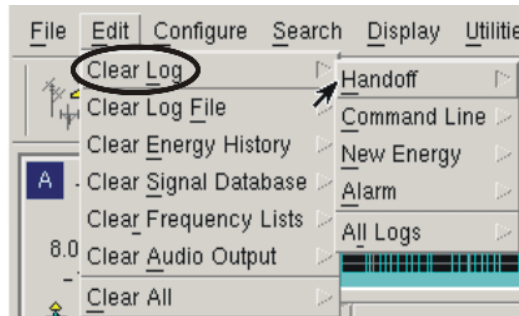 File Edit Configure Search Display Utilitie
Clear Log
Clear Log File
Clear Energy History
Clear Signal Database
Clear Frequency Lists
Clear Audio Output
Clear All
Handoff
Command Line
New Energy
Alarm
All Logs
A
8.0